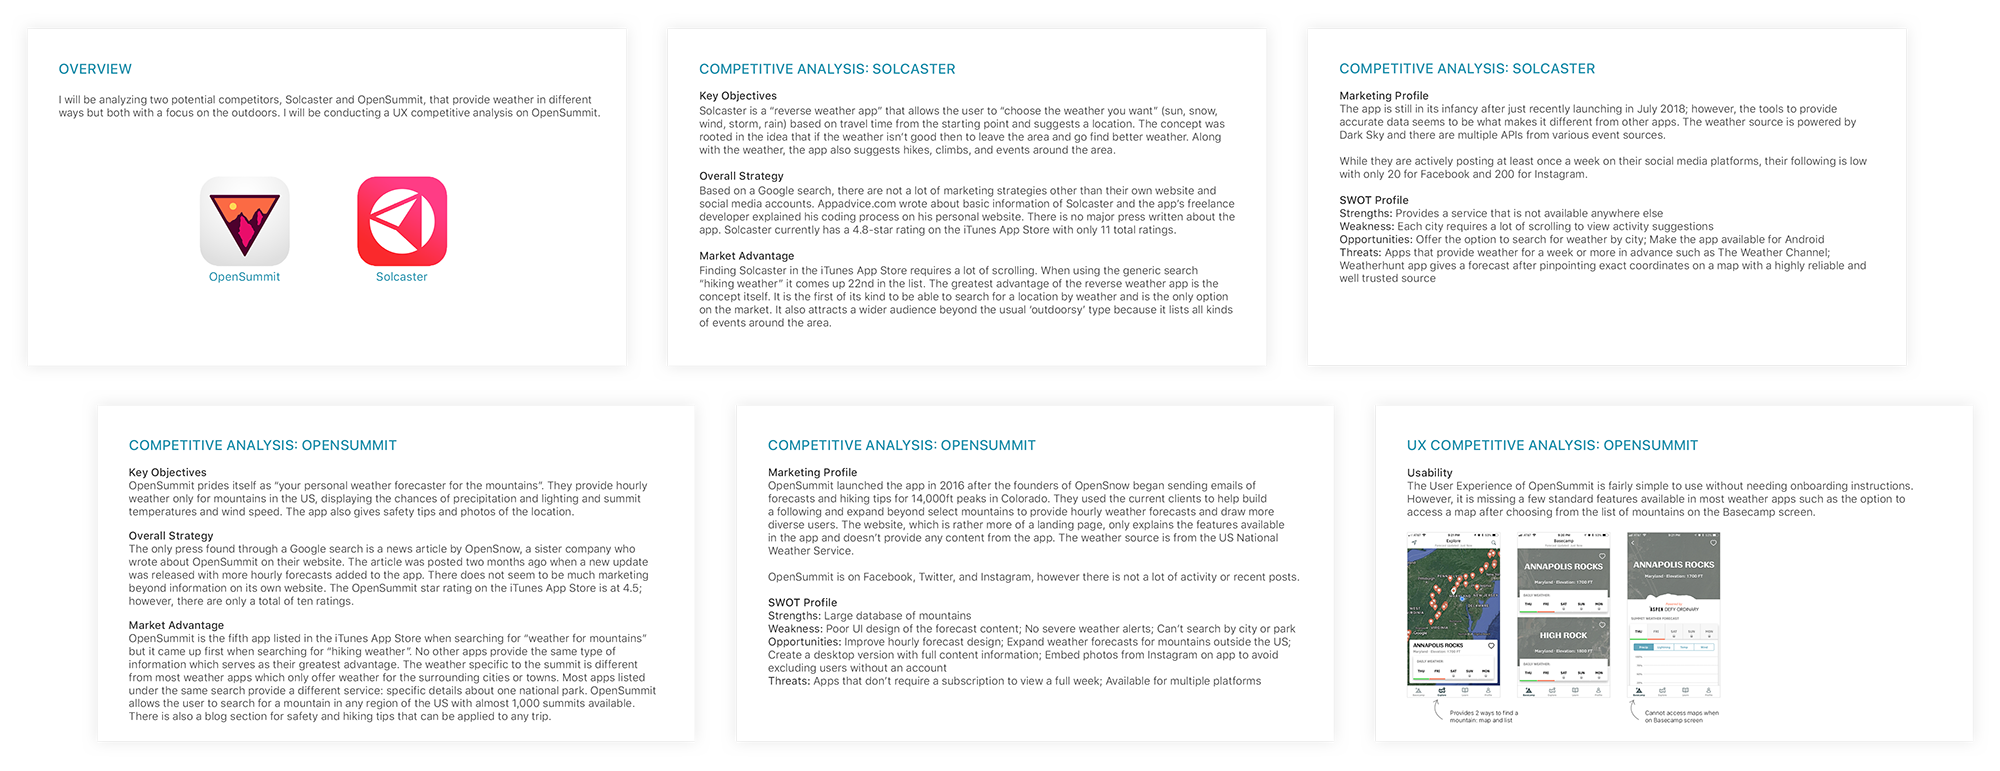 OVERVIEW
I will be analyzing two potential competitors, Solcaster and OpenSummit, that provide weather in different
ways but both with a focus on the outdoors. I will be conducting a UX competitive analysis on OpenSummit.
OpenSummit
Solcaster
COMPETITIVE ANALYSIS: SOLCASTER
Key Objectives
Solcaster is a “reverse weather app” that allows the user to “choose the weather you want” (sun, snow,
wind, storm, rain) based on travel time from the starting point and suggests a location. The concept was
rooted in the idea that if the weather isn’t good then to leave the area and go find better weather. Along
with the weather, the app also suggests hikes, climbs, and events around the area.
Overall Strategy
Based on a Google search, there are not a lot of marketing strategies other than their own website and
social media accounts. Appadvice.com wrote about basic information of Solcaster and the app’s freelance
developer explained his coding process on his personal website. There is no major press written about the
app. Solcaster currently has a 4.8-star rating on the iTunes App Store with only 11 total ratings.
Market Advantage
Finding Solcaster in the iTunes App Store requires a lot of scrolling. When using the generic search
“hiking weather” it comes up 22nd in the list. The greatest advantage of the reverse weather app is the
concept itself. It is the first of its kind to be able to search for a location by weather and is the only option
on the market. It also attracts a wider audience beyond the usual ‘outdoorsy’ type because it lists all kinds
of events around the area.
COMPETITIVE ANALYSIS: SOLCASTER
Marketing Profile
The app is still in its infancy after just recently launching in July 2018; however, the tools to provide
accurate data seems to be what makes it different from other apps. The weather source is powered by
Dark Sky and there are multiple APIs from various event sources.
While they are actively posting at least once a week on their social media platforms, their following is low
with only 20 for Facebook and 200 for Instagram.
SWOT Profile
Strengths: Provides a service that is not available anywhere else
Weakness: Each city requires a lot of scrolling to view activity suggestions
Opportunities: Offer the option to search for weather by city; Make the app available for Android
Threats: Apps that provide weather for a week or more in advance such as The Weather Channel;
Weatherhunt app gives a forecast after pinpointing exact coordinates on a map with a highly reliable and
well trusted source
COMPETITIVE ANALYSIS: OPENSUMMIT
Key Objectives
OpenSummit prides itself as “your personal weather forecaster for the mountains”. They provide hourly
weather only for mountains in the US, displaying the chances of precipitation and lighting and summit
temperatures and wind speed. The app also gives safety tips and photos of the location.
Overall Strategy
The only press found through a Google search is a news article by OpenSnow, a sister company who
wrote about OpenSummit on their website. The article was posted two months ago when a new update
was released with more hourly forecasts added to the app. There does not seem to be much marketing
beyond information on its own website. The OpenSummit star rating on the iTunes App Store is at 4.5;
however, there are only a total of ten ratings.
Market Advantage
OpenSummit is the fifth app listed in the iTunes App Store when searching for “weather for mountains”
but it came up first when searching for “hiking weather”. No other apps provide the same type of
information which serves as their greatest advantage. The weather specific to the summit is different
from most weather apps which only offer weather for the surrounding cities or towns. Most apps listed
under the same search provide a different service: specific details about one national park. OpenSummit
allows the user to search for a mountain in any region of the US with almost 1,000 summits available.
There is also a blog section for safety and hiking tips that can be applied to any trip.
COMPETITIVE ANALYSIS: OPENSUMMIT
Marketing Profile
OpenSummit launched the app in 2016 after the founders of OpenSnow began sending emails of
forecasts and hiking tips for 14,000ft peaks in Colorado. They used the current clients to help build
a following and expand beyond select mountains to provide hourly weather forecasts and draw more
diverse users. The website, which is rather more of a landing page, only explains the features available
in the app and doesn’t provide any content from the app. The weather source is from the US National
Weather Service.
OpenSummit is on Facebook, Twitter, and Instagram, however there is not a lot of activity or recent posts.
SWOT Profile
Strengths: Large database of mountains
Weakness: Poor UI design of the forecast content; No severe weather alerts; Can’t search by city or park
Opportunities: Improve hourly forecast design; Expand weather forecasts for mountains outside the US;
Create a desktop version with full content information; Embed photos from Instagram on app to avoid
excluding users without an account
Threats: Apps that don’t require a subscription to view a full week; Available for multiple platforms
UX COMPETITIVE ANALYSIS: OPENSUMMIT
Usability
The User Experience of OpenSummit is fairly simple to use without needing onboarding instructions.
However, it is missing a few standard features available in most weather apps such as the option to
access a map after choosing from the list of mountains on the Basecamp screen.
Explore
ANNAPOLIS ROCKS
Maryland · Elevation: 1700 FT
DAILY WEATHER
THU FRI SAT SUN MON
Basecamp
ANNAPOLIS ROCKS
Maryland · Elevation: 1700 FT
DAILY WEATHER
THU FRI SAT SUN MON
HIGH ROCK
DAILY WEATHER
THU FRI SAT SUN MON
ANNAPOLIS ROCKS
Maryland · Elevation: 1700 FT
ASPEN DEFY ORDINARY
SUMMIT WEATHER FORECAST
THU FRI SAT SUN MON
Provides 2 ways to find a
mountain: map and list
Cannot access maps when
on Basecamp screen